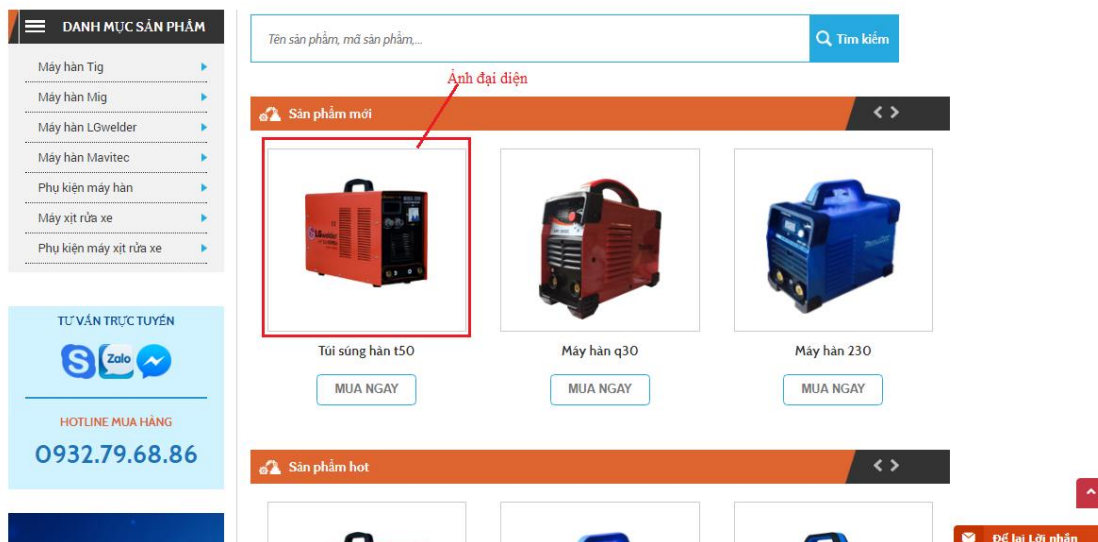 DANH MỤC SẢN PHẨM
Máy hàn Tig
Máy hàn Mig
Máy hàn LGwelder
Máy hàn Mavitec
Phụ kiện máy hàn
Máy xịt rửa xe
Phụ kiện máy xịt rửa xe
TƯ VẤN TRỰC TUYẾN
Zalo
HOTLINE MUA HÀNG
0932.79.68.86
Tên sản phẩm, mã sản phẩm,...
Tìm kiếm
Ảnh đại diện
Sản phẩm mới
Túi súng hàn t50
Máy hàn q30
Máy hàn 230
MUA NGAY
MUA NGAY
MUA NGAY
Sản phẩm hot
Để lại Lời nhắn